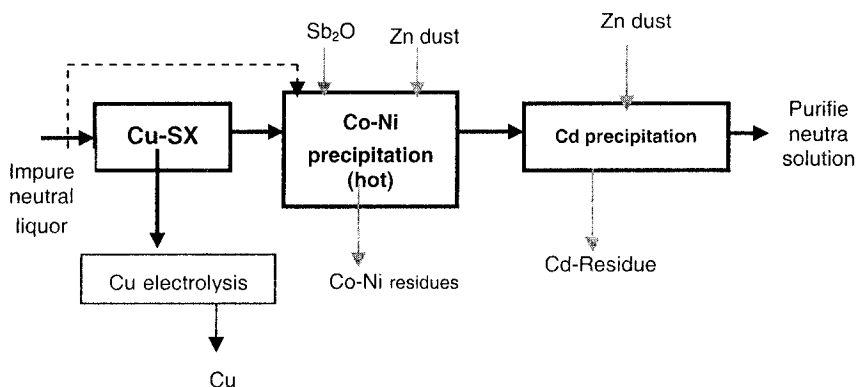 Sb₂O
Zn dust
Zn dust
Impure
neutral
liquor
Cu-SX
Co-Ni
precipitation
(hot)
Cd precipitation
Purifie
neutra
solution
Cu electrolysis
Co-Ni residues
Cd-Residue
Cu